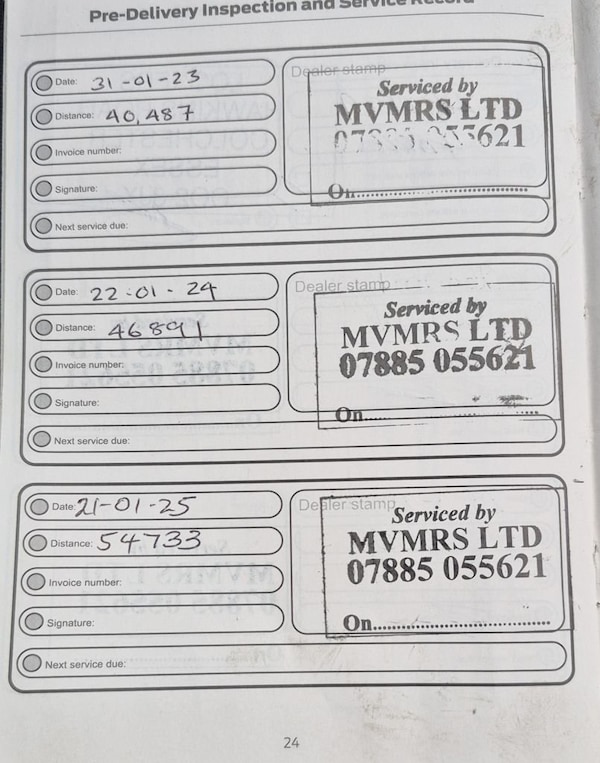 Pre-Delivery Inspection and Service Record
Date: 31-01-23
Distance: 40,487
Invoice number:
Signature:
Next service due:
Dealer stamp
Serviced by
MVMRS LTD
055621
On
Date: 22-01-24
Distance: 46891
Invoice number:
Signature:
Next service due:
Dealer stamp
Serviced by
MVMRS LTD
07885 055621
On
Date: 21-01-25
Distance: 54733
Invoice number:
Signature:
Next service due:
Dealer stamp
Serviced by
MVMRS LTD
07885 055621
On
24